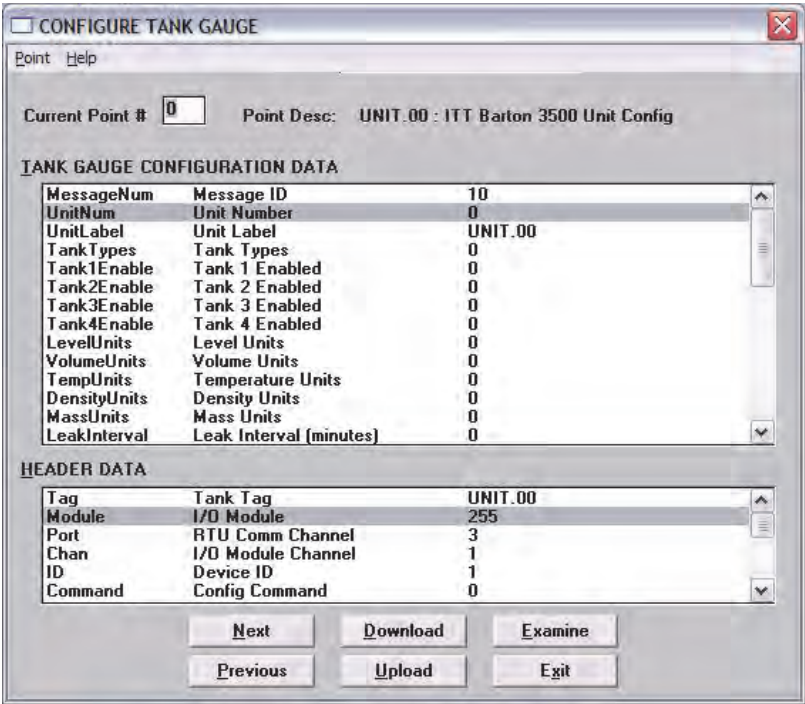 CONFIGURE TANK GAUGE
Point Help
Current Point # 0 Point Desc: UNIT.00 : ITT Barton 3500 Unit Config
TANK GAUGE CONFIGURATION DATA
MessageNum Message ID 10
UnitNum Unit Number 0
UnitLabel Unit Label UNIT.00
TankTypes Tank Types 0
Tank1Enable Tank 1 Enabled 0
Tank2Enable Tank 2 Enabled 0
Tank3Enable Tank 3 Enabled 0
Tank4Enable Tank 4 Enabled 0
LevelUnits Level Units 0
VolumeUnits Volume Units 0
TempUnits Temperature Units 0
DensityUnits Density Units 0
MassUnits Mass Units 0
LeakInterval Leak Interval (minutes) 0
HEADER DATA
Tag Tank Tag UNIT.00
Module I/O Module 255
Port RTU Comm Channel 3
Chan I/O Module Channel 1
ID Device ID 1
Command Config Command 0
Next Download Examine
Previous Upload Exit